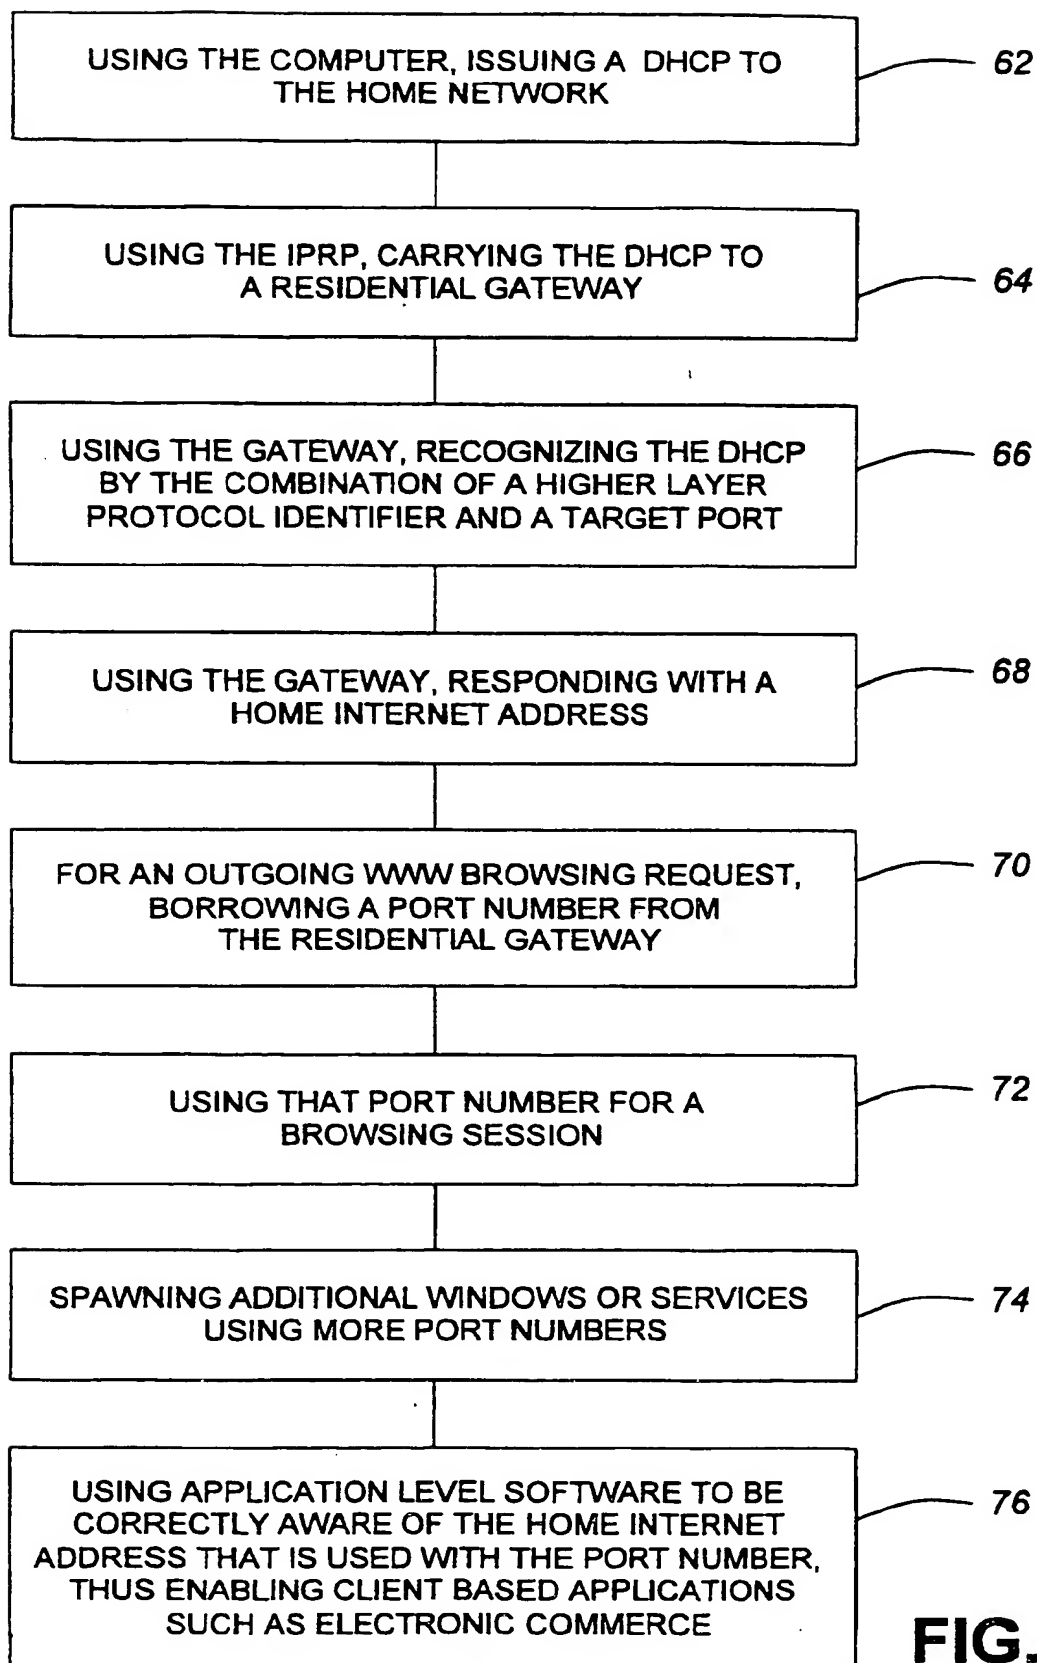 USING THE COMPUTER, ISSUING A DHCP TO
THE HOME NETWORK
62
USING THE IPRP, CARRYING THE DHCP TO
A RESIDENTIAL GATEWAY
64
USING THE GATEWAY, RECOGNIZING THE DHCP
BY THE COMBINATION OF A HIGHER LAYER
PROTOCOL IDENTIFIER AND A TARGET PORT
66
USING THE GATEWAY, RESPONDING WITH A
HOME INTERNET ADDRESS
68
FOR AN OUTGOING WWW BROWSING REQUEST,
BORROWING A PORT NUMBER FROM
THE RESIDENTIAL GATEWAY
70
USING THAT PORT NUMBER FOR A
BROWSING SESSION
72
SPAWNING ADDITIONAL WINDOWS OR SERVICES
USING MORE PORT NUMBERS
74
USING APPLICATION LEVEL SOFTWARE TO BE
CORRECTLY AWARE OF THE HOME INTERNET
ADDRESS THAT IS USED WITH THE PORT NUMBER,
THUS ENABLING CLIENT BASED APPLICATIONS
SUCH AS ELECTRONIC COMMERCE
76
FIG.